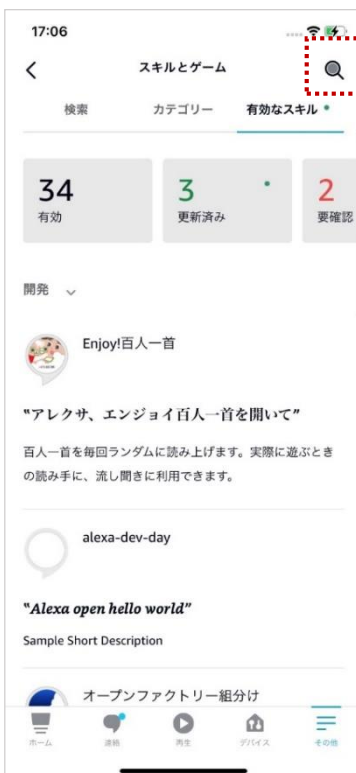 17:06
スキルとゲーム
検索 カテゴリー 有効なスキル
34 3 2
有効 更新済み 要確認
開発
Enjoy!百人一首
“アレクサ、エンジョイ百人一首を開いて”
百人一首を毎回ランダムに読み上げます。実際に遊ぶとき
の読み手に、流し聞きに利用できます。
alexa-dev-day
“Alexa open hello world”
Sample Short Description
オープンファクトリー組分け
ホーム 連絡 再生 デバイス その他